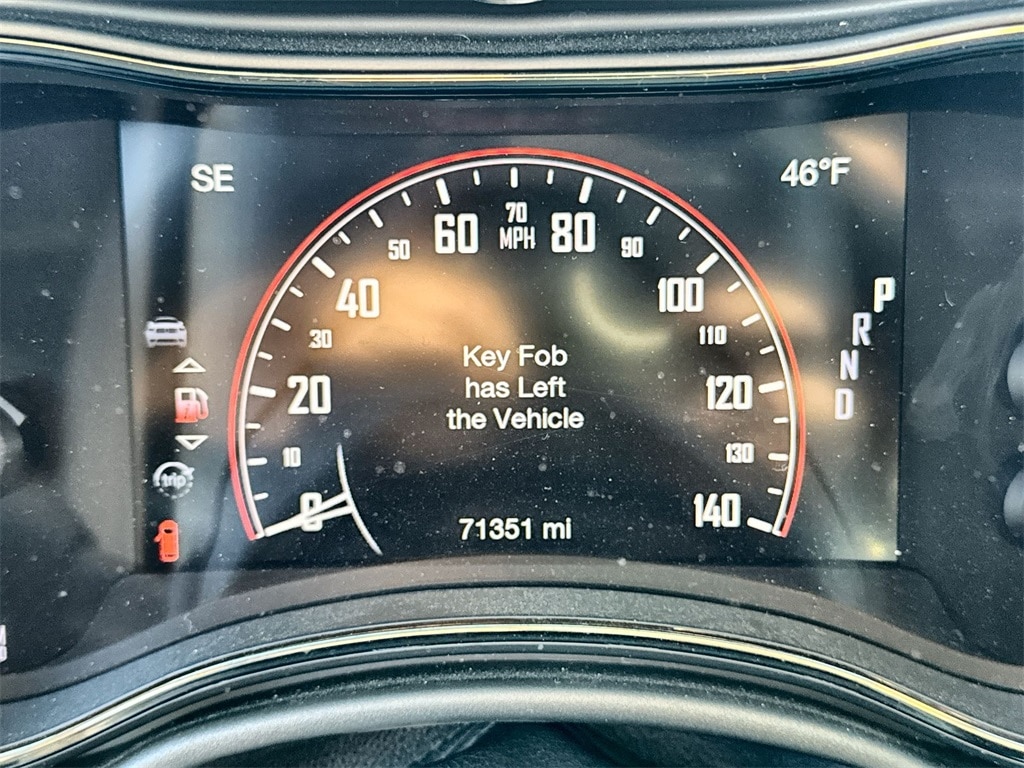 SE
46°F
70
60
MPH
80
50
90
40
100
30
110
20
120
10
130
0
140
P
R
N
D
trip
Key Fob
has Left
the Vehicle
71351 mi